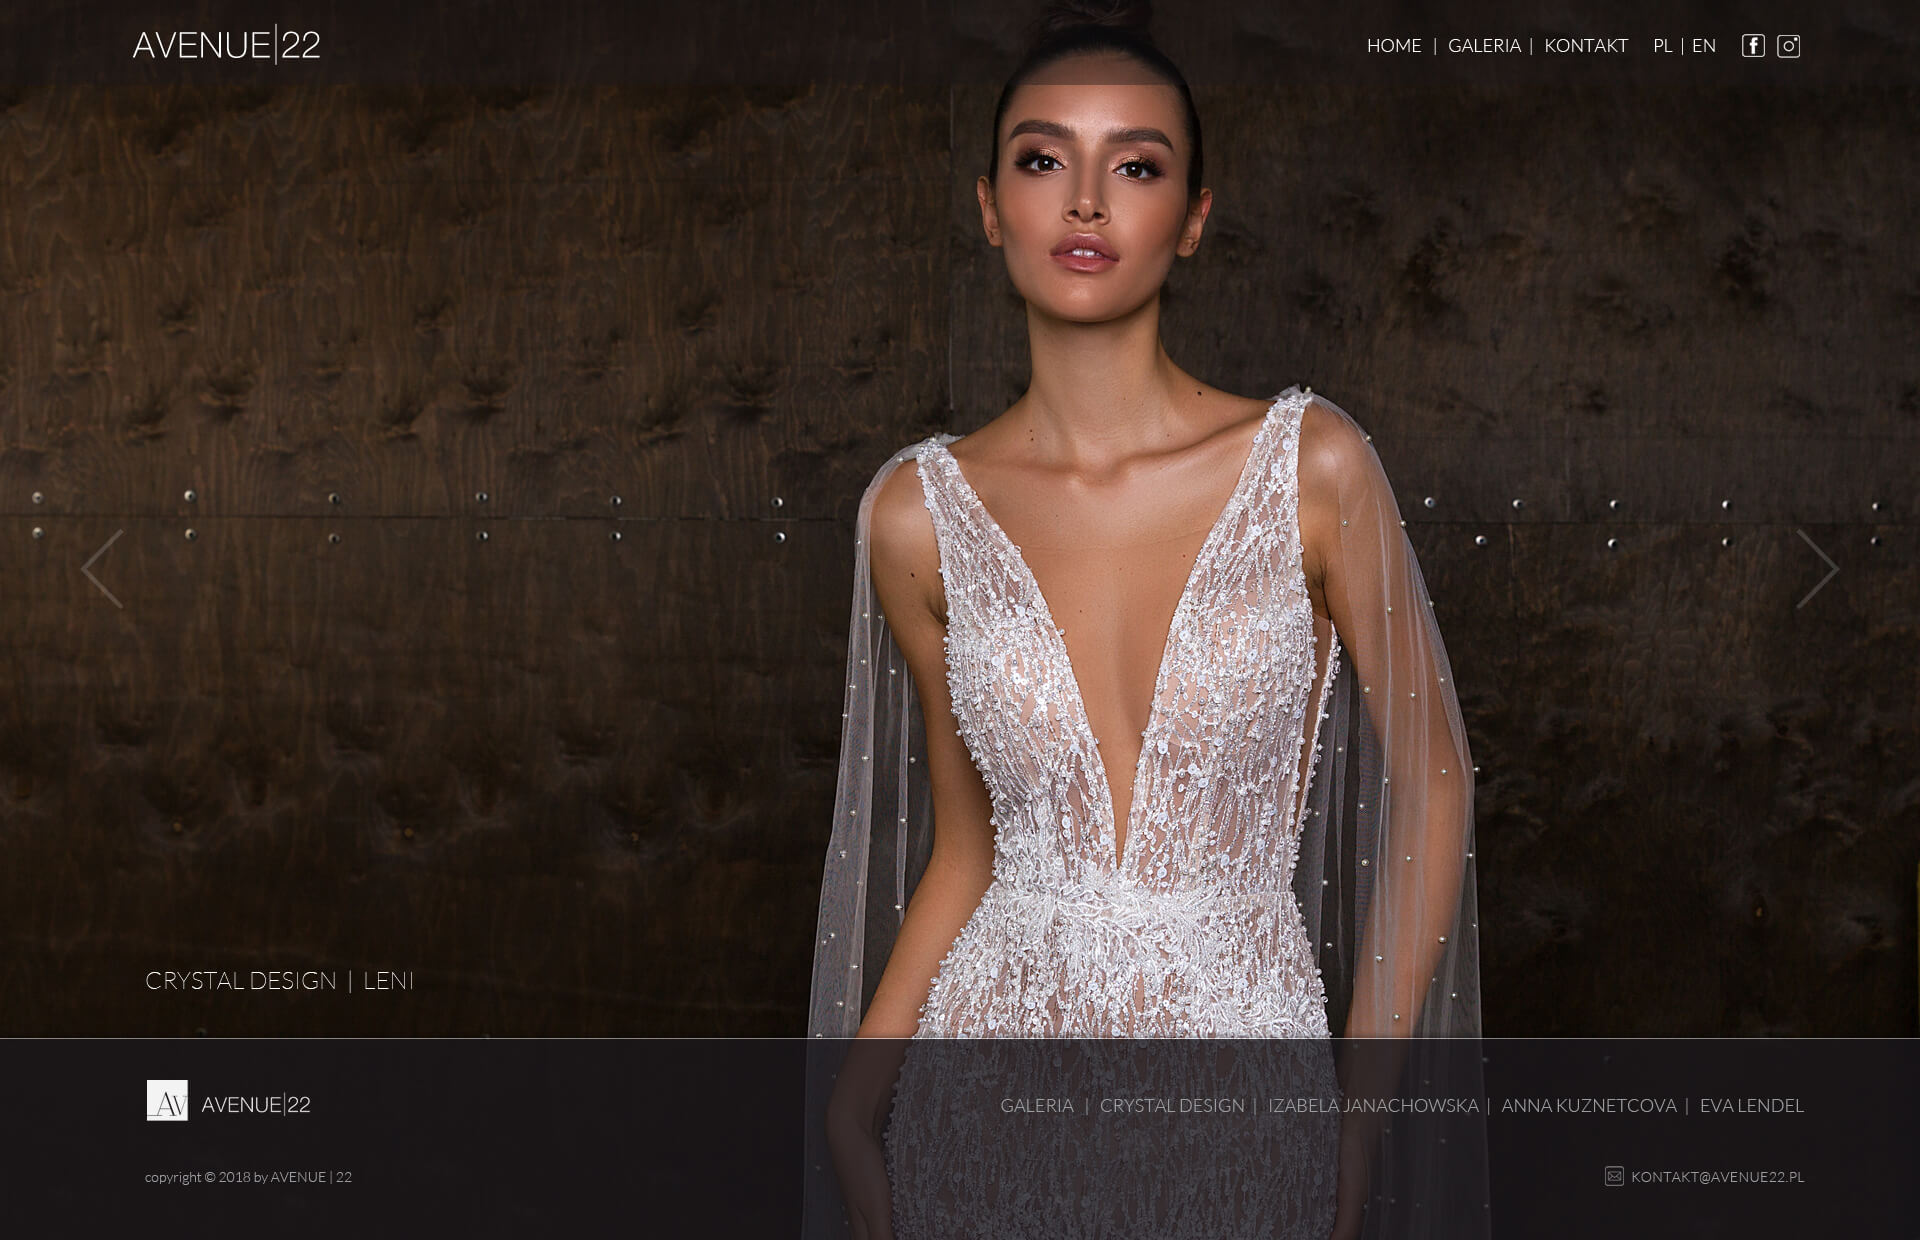 AVENUE|22
HOME | GALERIA | KONTAKT PL | EN
CRYSTAL DESIGN | LENI
AV AVENUE|22
GALERIA | CRYSTAL DESIGN | IZABELA JANACHOWSKA | ANNA KUZNETCOVA | EVA LENDEL
copyright © 2018 by AVENUE | 22
KONTAKT@AVENUE22.PL